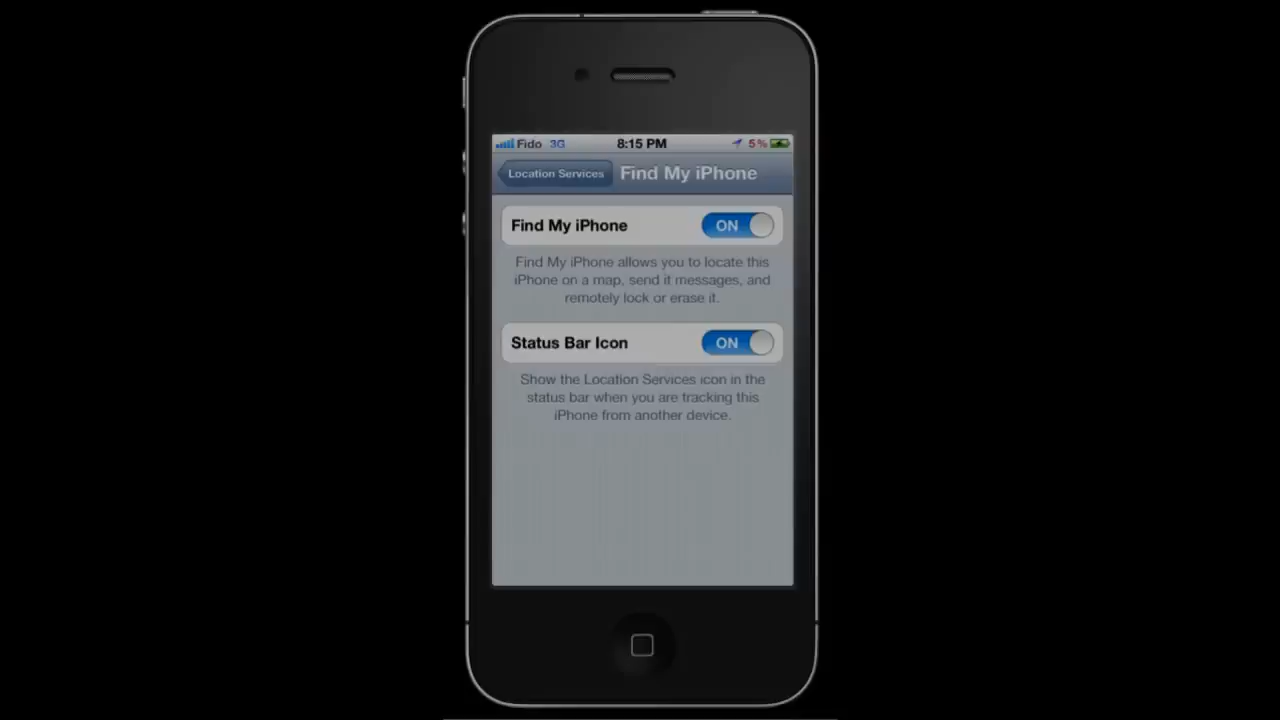 Fido 3G 8:15 PM 5%
Location Services Find My iPhone
Find My iPhone ON
Find My iPhone allows you to locate this
iPhone on a map, send it messages, and
remotely lock or erase it.
Status Bar Icon ON
Show the Location Services icon in the
status bar when you are tracking this
iPhone from another device.